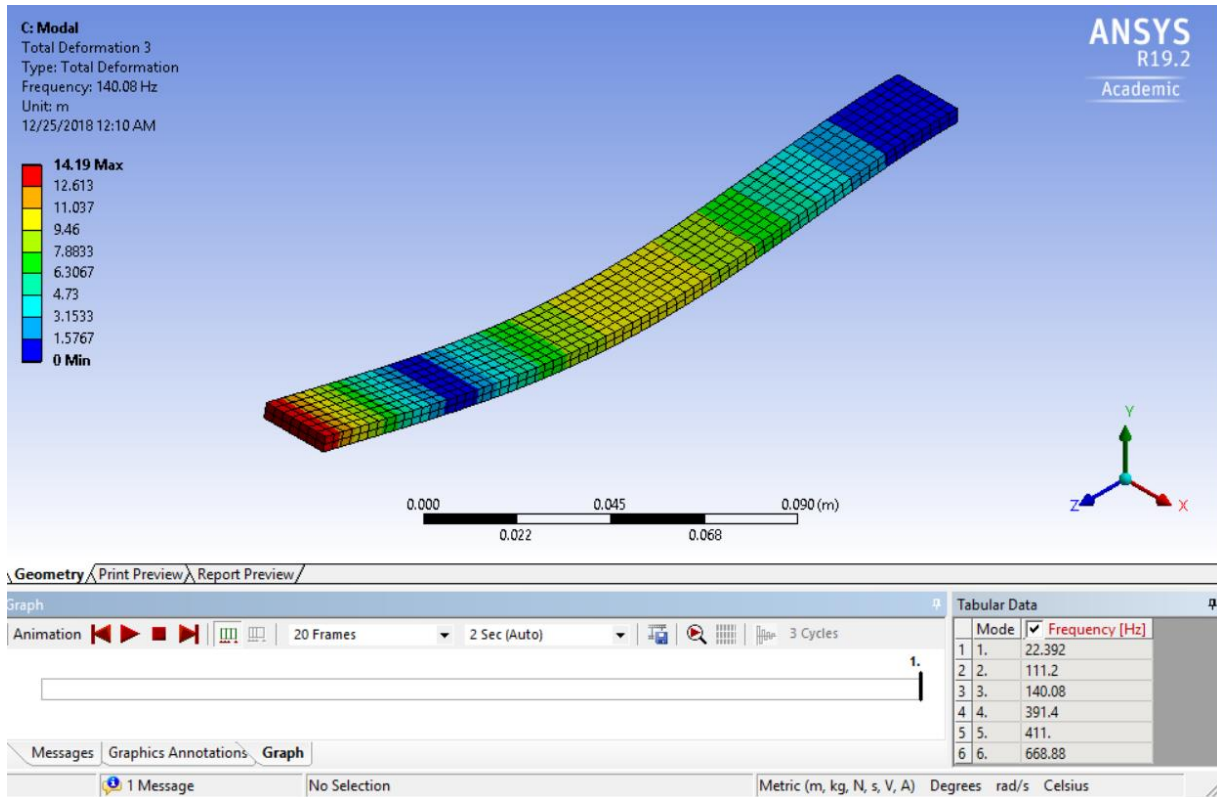 C: Modal
Total Deformation 3
Type: Total Deformation
Frequency: 140.08 Hz
Unit: m
12/25/2018 12:10 AM
ANSYS
R19.2
Academic
14.19 Max
12.613
11.037
9.46
7.8833
6.3067
4.73
3.1533
1.5767
0 Min
Y
Z X
0.000 0.045 0.090 (m)
0.022 0.068
Geometry Print Preview Report Preview
Graph
Animation 20 Frames 2 Sec (Auto) 3 Cycles
1.
Messages Graphics Annotations Graph
Tabular Data
Mode Frequency [Hz]
1 1. 22.392
2 2. 111.2
3 3. 140.08
4 4. 391.4
5 5. 411.
6 6. 668.88
1 Message No Selection Metric (m, kg, N, s, V, A) Degrees rad/s Celsius